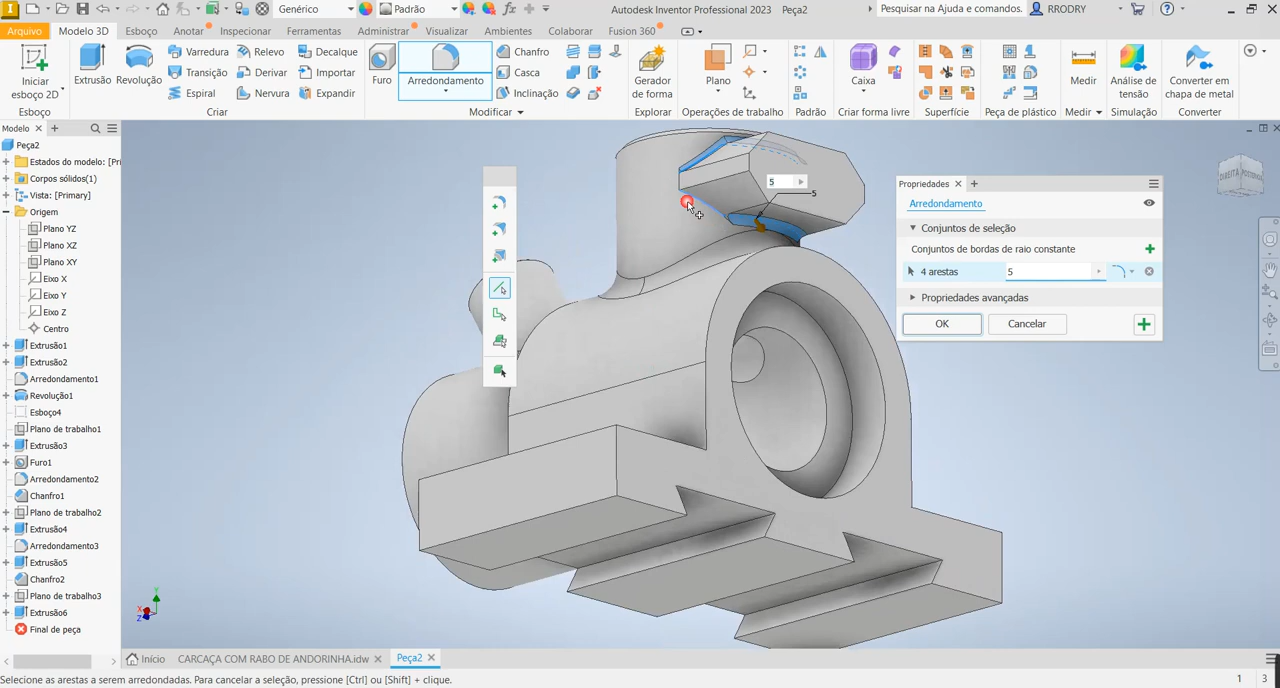 Genérico
Padrão
Autodesk Inventor Professional 2023 Peça2
Pesquisar na Ajuda e comandos.
RRODRY
Arquivo
Modelo 3D
Esboço
Anotar
Inspecionar
Ferramentas
Administrar
Visualizar
Ambientes
Colaborar
Fusion 360
Iniciar
esboço 2D
Extrusão
Revolução
Varredura
Relevo
Decalque
Transição
Derivar
Importar
Espiral
Nervura
Expandir
Furo
Arredondamento
Chanfro
Casca
Inclinação
Gerador
de forma
Plano
Caixa
Medir
Análise de
tensão
Converter em
chapa de metal
Esboço
Criar
Modificar
Explorar
Operações de trabalho
Padrão
Criar forma livre
Superfície
Peça de plástico
Medir
Simulação
Converter
Modelo
Peça2
Estados do modelo: [Pri
Corpos sólidos(1)
Vista: [Primary]
Origem
Plano YZ
Plano XZ
Plano XY
Eixo X
Eixo Y
Eixo Z
Centro
Extrusão1
Extrusão2
Arredondamento1
Revolução1
Esboço4
Plano de trabalho1
Extrusão3
Furo1
Arredondamento2
Chanfro1
Plano de trabalho2
Extrusão4
Arredondamento3
Extrusão5
Chanfro2
Plano de trabalho3
Extrusão6
Final de peça
5
5
Propriedades
Arredondamento
Conjuntos de seleção
Conjuntos de bordas de raio constante
4 arestas
5
Propriedades avançadas
OK
Cancelar
DIREITA
Y
X
Z
Início
CARCAÇA COM RABO DE ANDORINHA.idw
Peça2
Selecione as arestas a serem arredondadas. Para cancelar a seleção, pressione [Ctrl] ou [Shift] + clique.
1
3